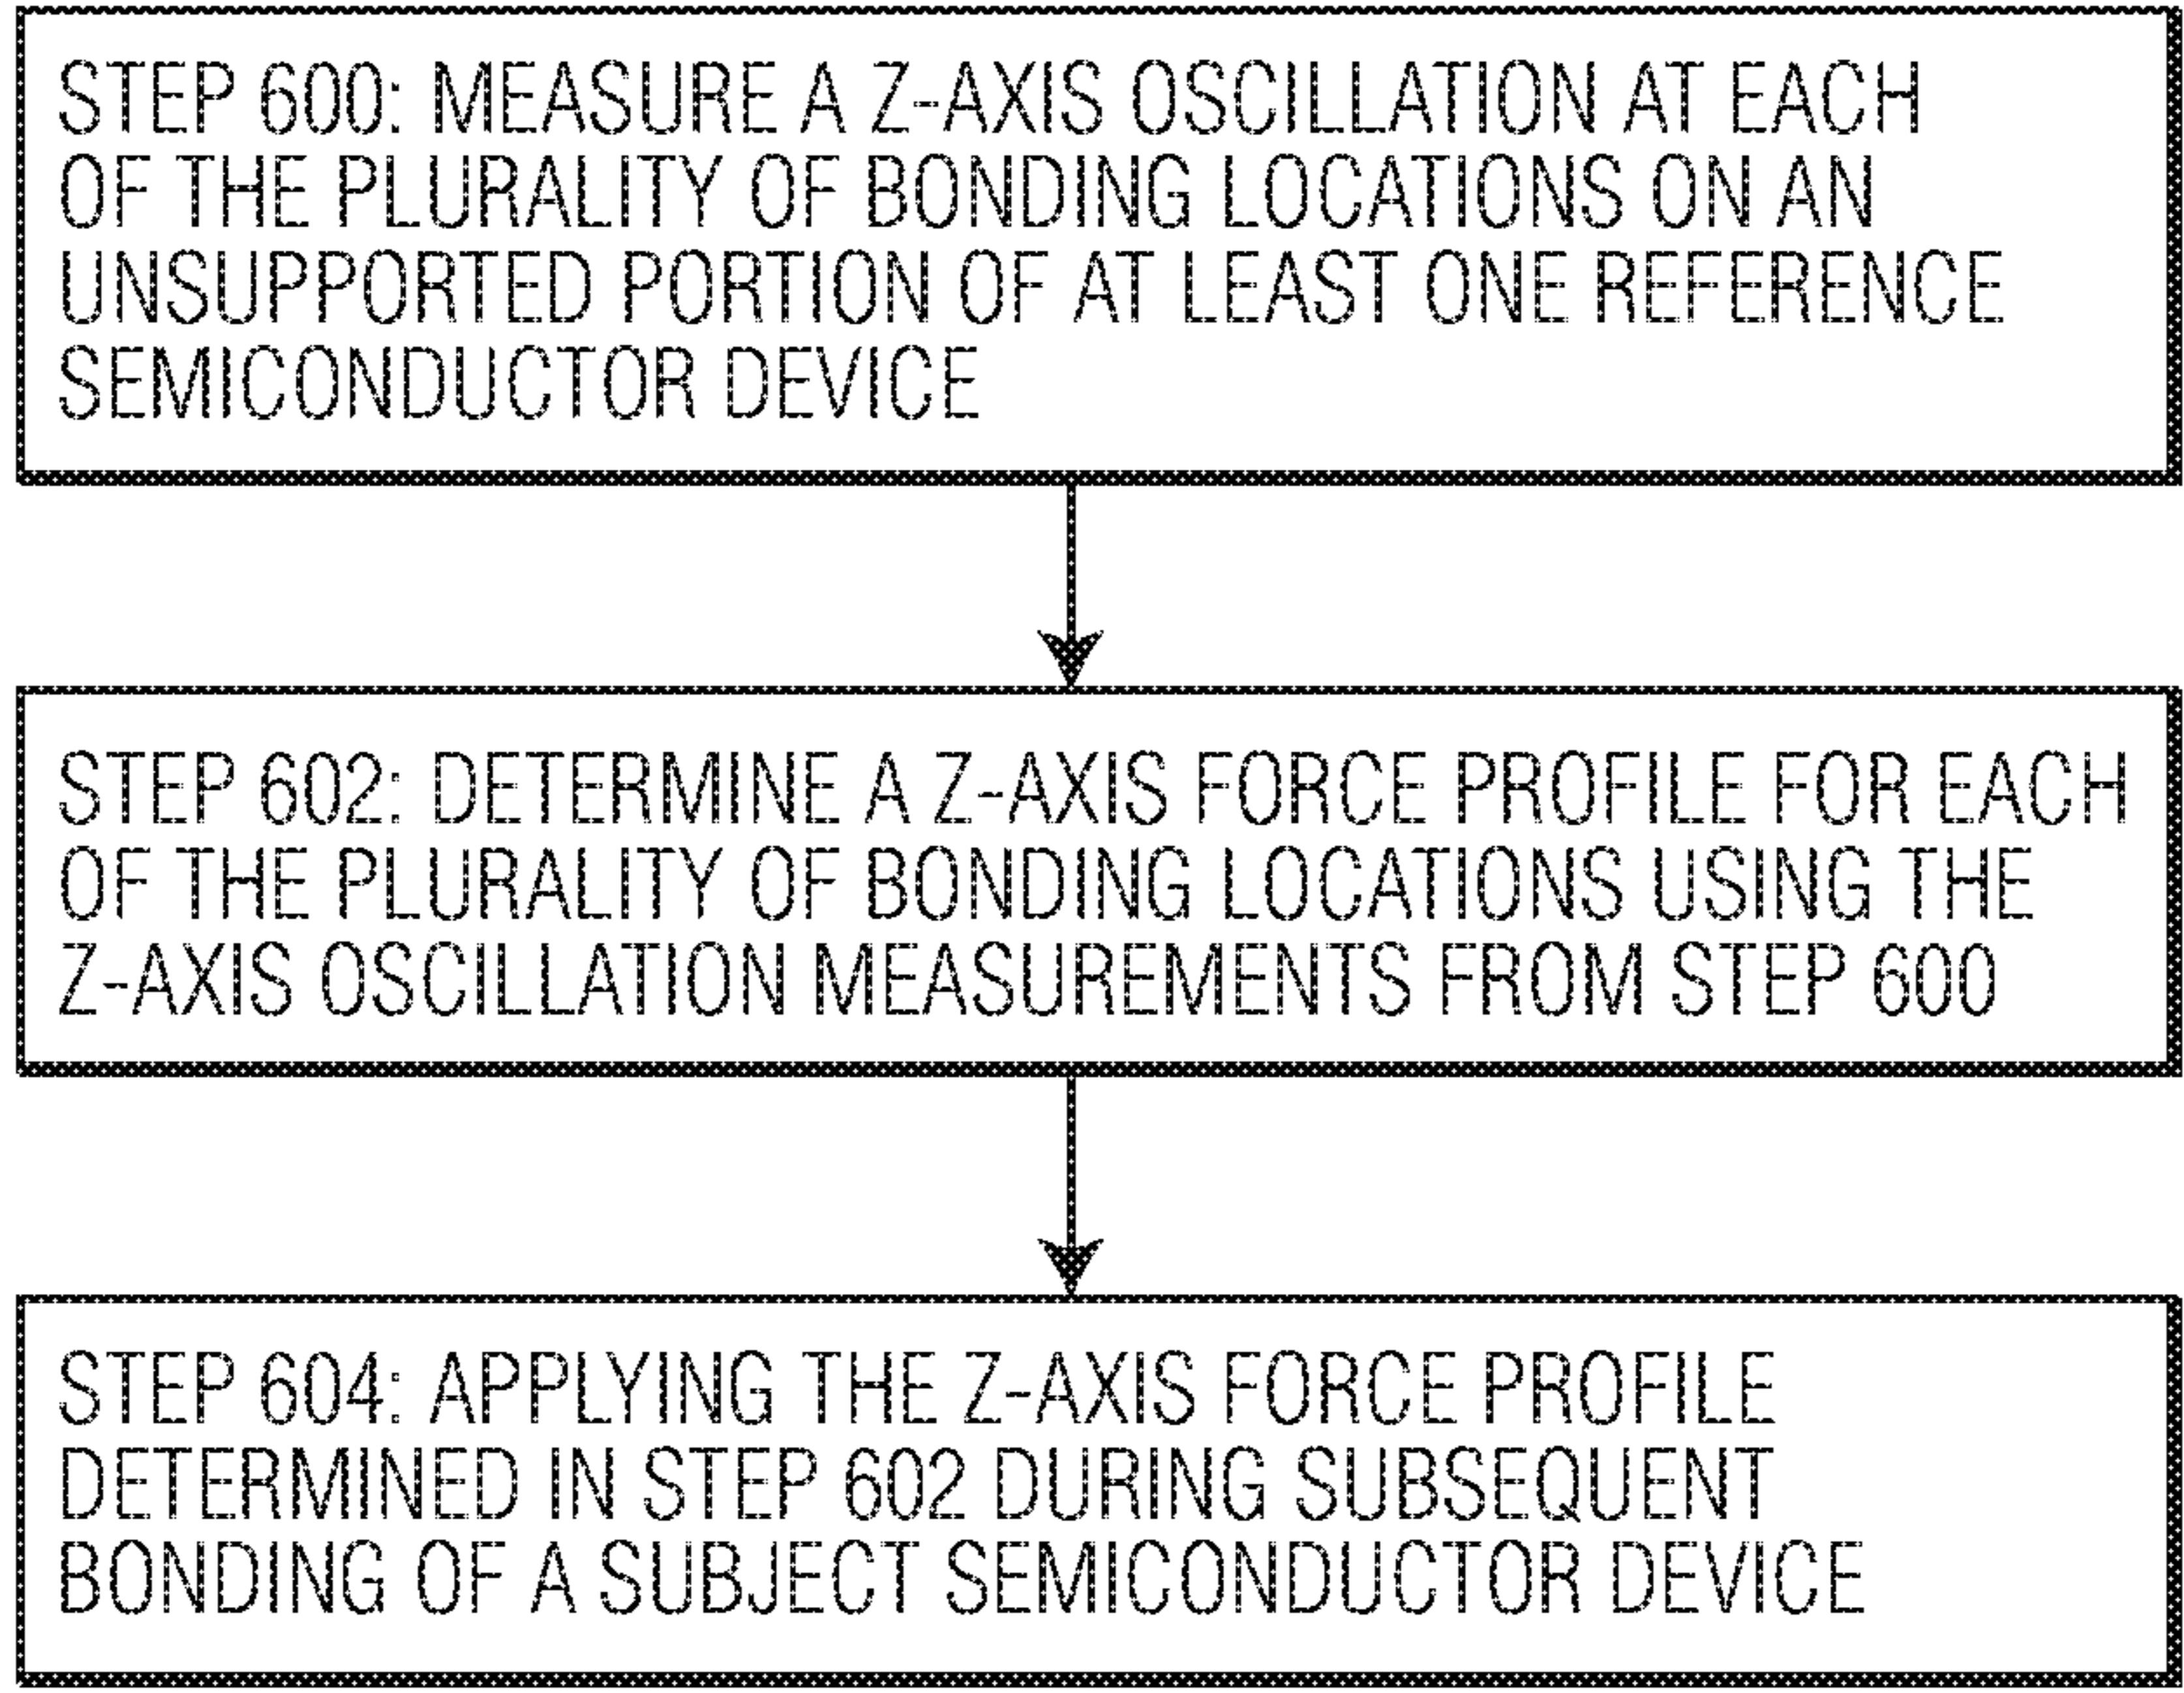 STEP 600: MEASURE A Z-AXIS OSCILLATION AT EACH
OF THE PLURALITY OF BONDING LOCATIONS ON AN
UNSUPPORTED PORTION OF AT LEAST ONE REFERENCE
SEMICONDUCTOR DEVICE
STEP 602: DETERMINE A Z-AXIS FORCE PROFILE FOR EACH
OF THE PLURALITY OF BONDING LOCATIONS USING THE
Z-AXIS OSCILLATION MEASUREMENTS FROM STEP 600
STEP 604: APPLYING THE Z-AXIS FORCE PROFILE
DETERMINED IN STEP 602 DURING SUBSEQUENT
BONDING OF A SUBJECT SEMICONDUCTOR DEVICE